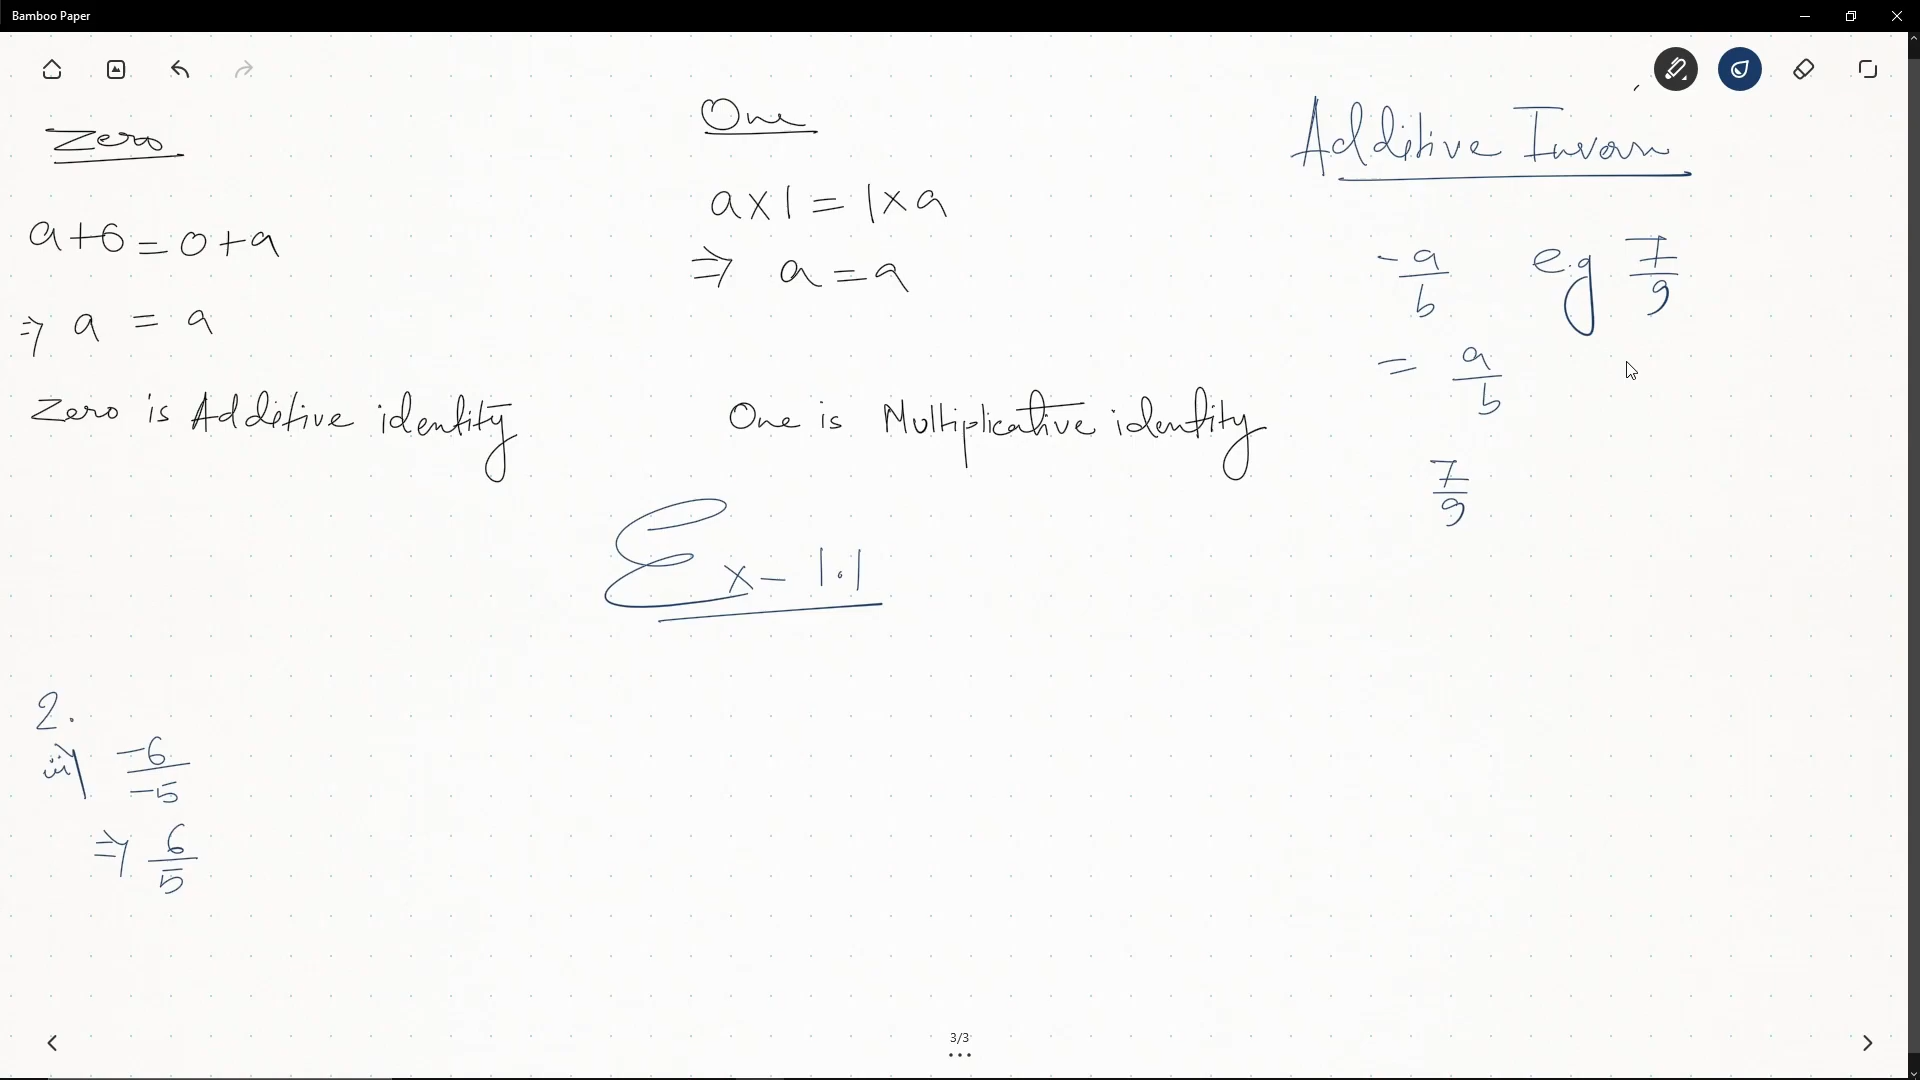 Bamboo Paper
Zero
a+0=0+a
⇒ a = a
Zero is Additive identity
One
a×1=1×a
⇒ a=a
One is Multiplicative identity
Additive
-a/b e.g 7/9
= a/b
7/9
Ex-1.1
2.
iii) -6/-5
⇒ 6/5
3/3